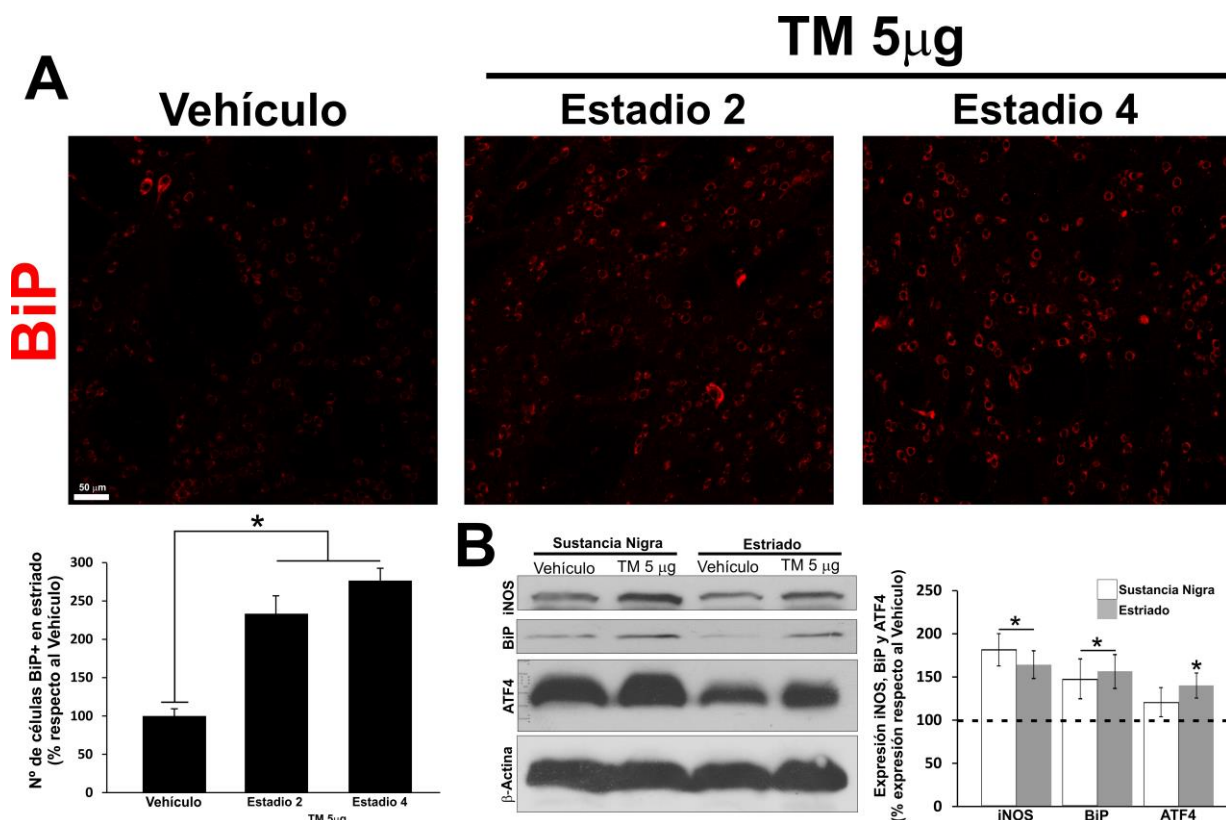 TM 5μg
A
Vehículo
Estadio 2
Estadio 4
BiP
50 μm
*
Nº de células BiP+ en estriado
(% respecto al Vehículo)
300
250
200
150
100
50
0
Vehículo
Estadio 2
Estadio 4
TM 5μg
B
Sustancia Nigra
Estriado
Vehículo
TM 5 μg
Vehículo
TM 5 μg
iNOS
BiP
ATF4
β-Actina
Expresión iNOS, BiP y ATF4
(% expresión respecto al Vehículo)
250
200
150
100
50
0
Sustancia Nigra
Estriado
*
*
*
iNOS
BiP
ATF4